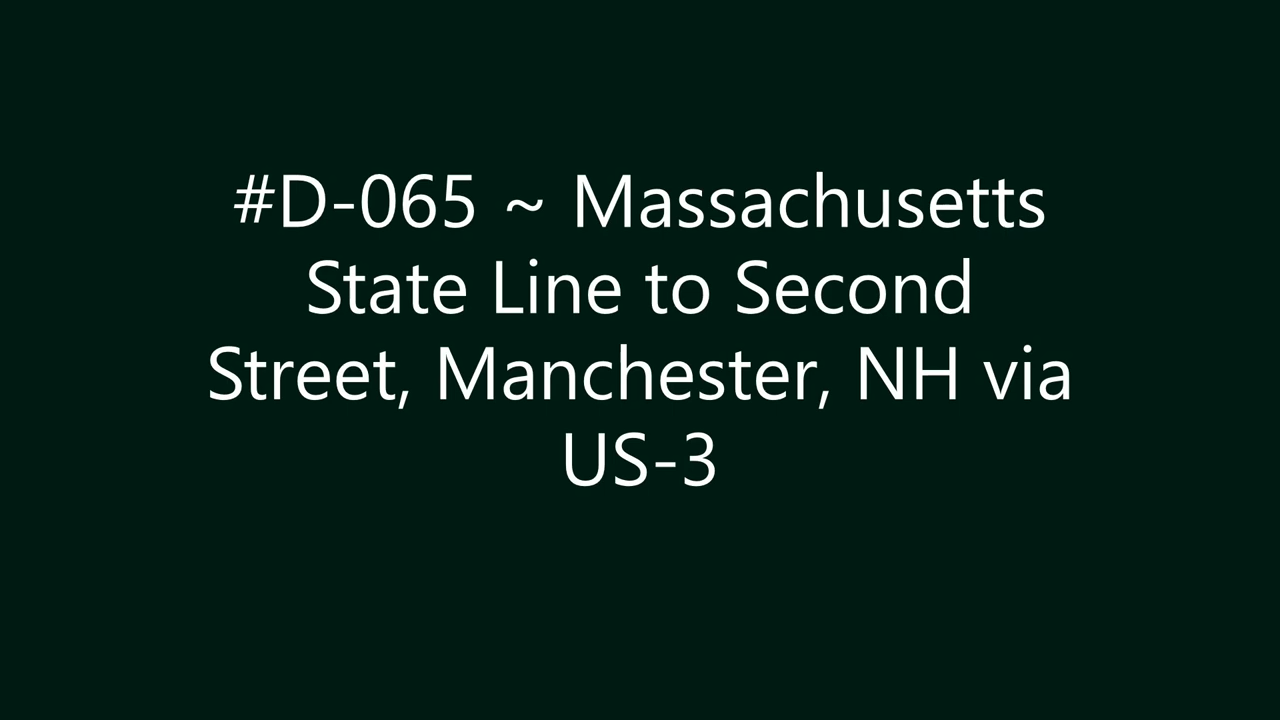 #D-065 ~ Massachusetts
State Line to Second
Street, Manchester, NH via
US-3